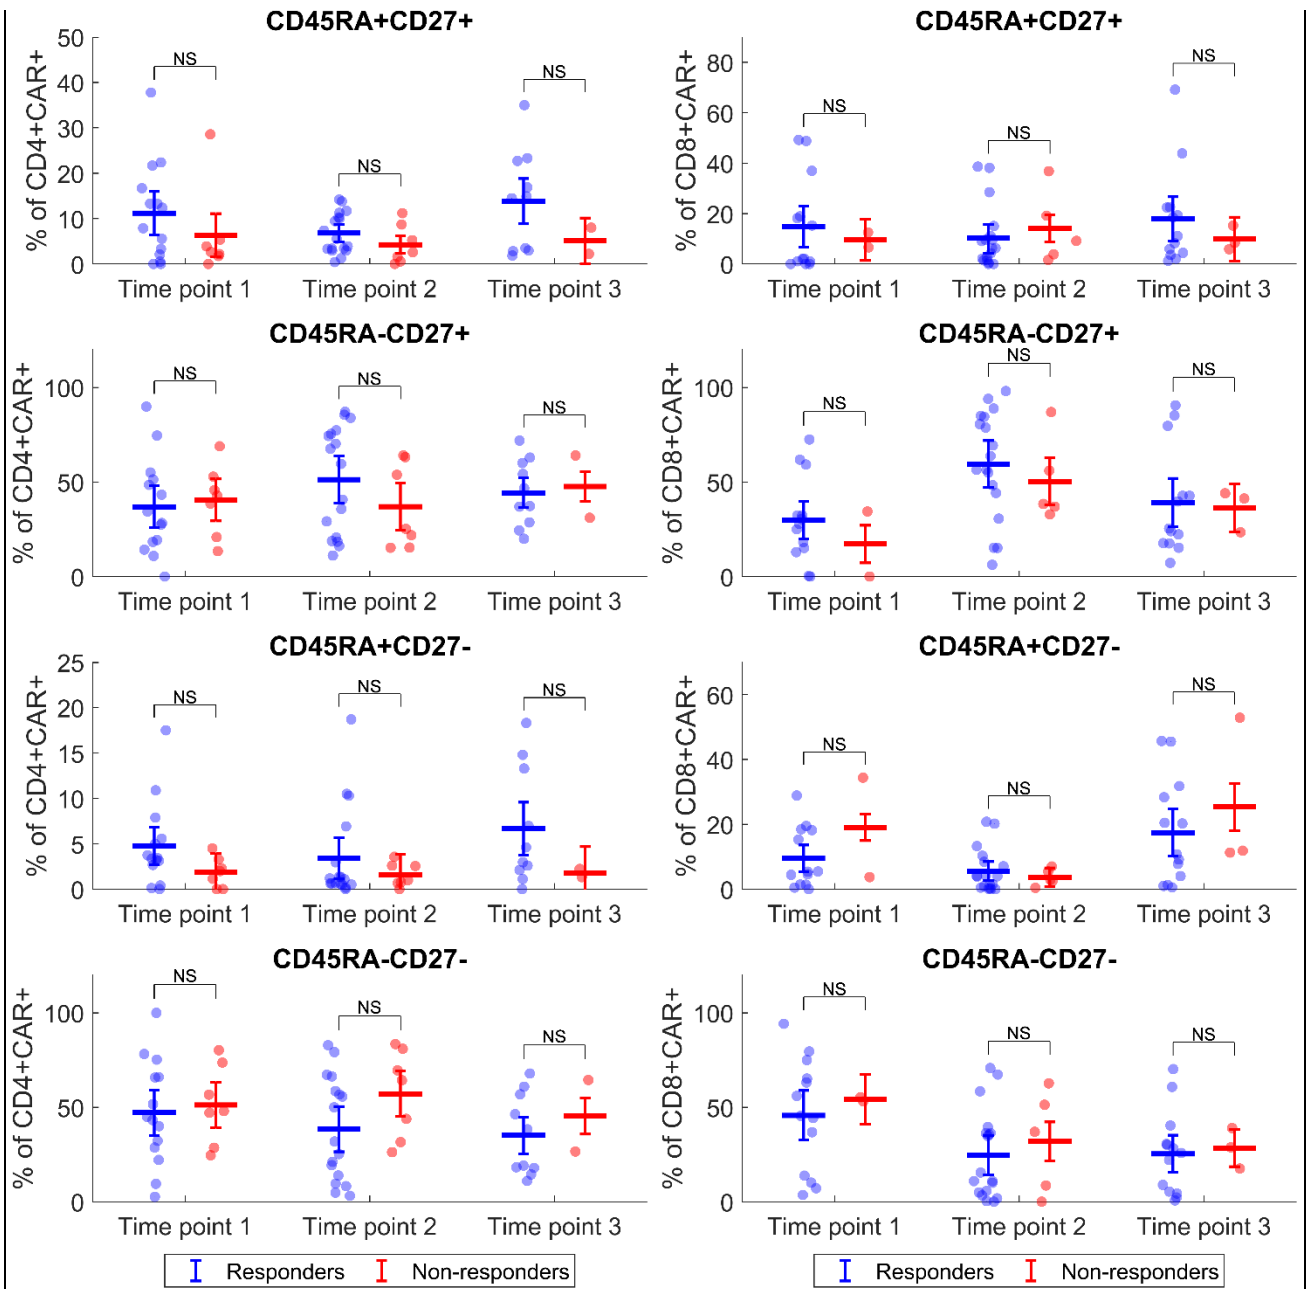 CD45RA+CD27+
% of CD4+CAR+
50
40
30
20
10
0
NS
NS
NS
Time point 1
Time point 2
Time point 3
CD45RA+CD27+
% of CD8+CAR+
80
60
40
20
0
NS
NS
NS
Time point 1
Time point 2
Time point 3
CD45RA-CD27+
% of CD4+CAR+
100
50
0
NS
NS
NS
Time point 1
Time point 2
Time point 3
CD45RA-CD27+
% of CD8+CAR+
100
50
0
NS
NS
NS
Time point 1
Time point 2
Time point 3
CD45RA+CD27-
% of CD4+CAR+
25
20
15
10
5
0
NS
NS
NS
Time point 1
Time point 2
Time point 3
CD45RA+CD27-
% of CD8+CAR+
60
40
20
0
NS
NS
NS
Time point 1
Time point 2
Time point 3
CD45RA-CD27-
% of CD4+CAR+
100
50
0
NS
NS
NS
Time point 1
Time point 2
Time point 3
CD45RA-CD27-
% of CD8+CAR+
100
50
0
NS
NS
NS
Time point 1
Time point 2
Time point 3
Responders Non-responders
Responders Non-responders